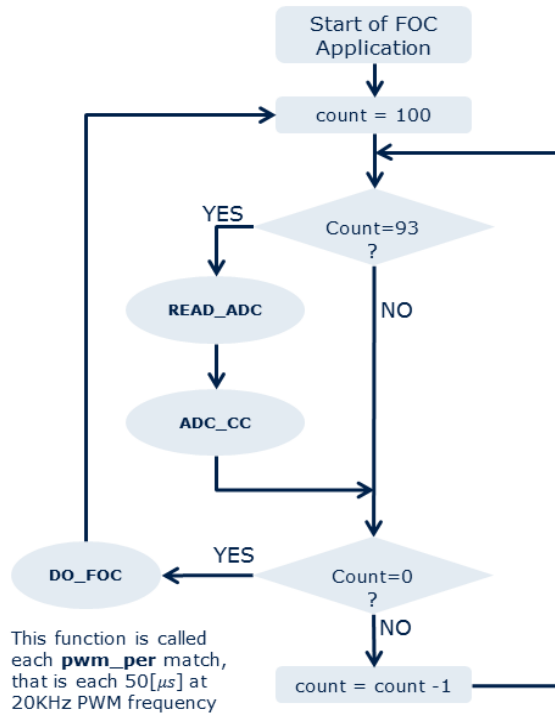 Start of FOC
Application
count = 100
Count=93
?
YES
NO
READ_ADC
ADC_CC
Count=0
?
YES
NO
DO_FOC
This function is called
each pwm_per match,
that is each 50[μs] at
20KHz PWM frequency
count = count -1